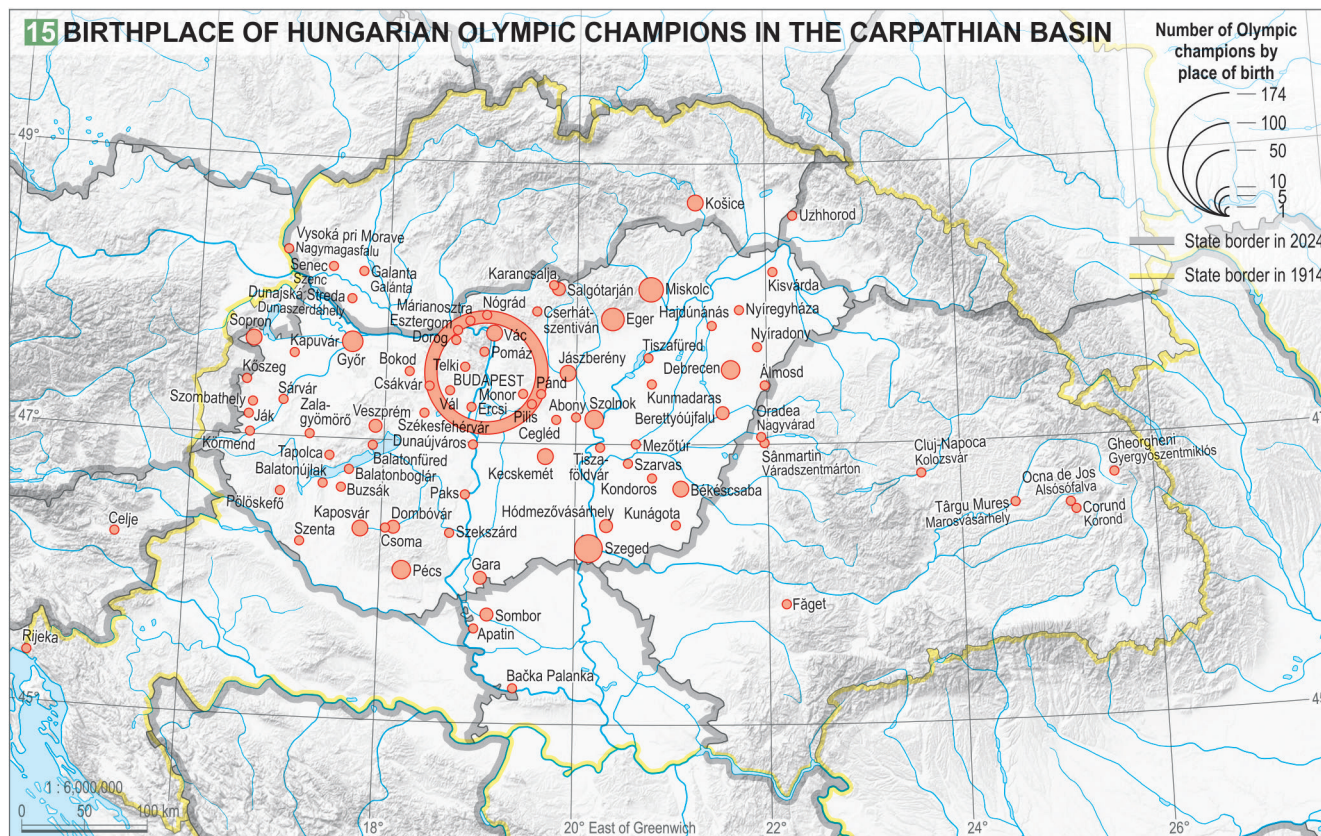 15 BIRTHPLACE OF HUNGARIAN OLYMPIC CHAMPIONS IN THE CARPATHIAN BASIN
Number of Olympic
champions by
place of birth
174
100
50
10
5
1
State border in 2024
State border in 1914
49°
Košice
Uzhhorod
Vysoká pri Morave
Nagymagasfalu
Senec
Szenc
Galanta
Galánta
Dunajská Streda
Dunaszerdahely
Karancsalja
Salgótarján
Miskolc
Kisvárda
Nógrád
Márianosztra
Esztergom
Dorog
Cserhát-
szentiván
Eger
Hajdúnánás
Nyíregyháza
Sopron
Kapuvár
Győr
Vác
Pomáz
Jászberény
Tiszafüred
Nyíradony
Bokod
Telki
Debrecen
Kőszeg
Csákvár
BUDAPEST
Pánd
Álmosd
Sárvár
Monor
Kunmadaras
Szombathely
Zala-
gyömörő
Veszprém
Vál
Ercsi
Pilis
Abony
Szolnok
Berettyóújfalu
Ják
Székesfehérvár
Cegléd
Oradea
Nagyvárad
47°
47
Körmend
Dunaújváros
Mezőtúr
Sânmartin
Váradszentmárton
Cluj-Napoca
Kolozsvár
Gheorgheni
Gyergyószentmiklós
Tapolca
Balatonfüred
Kecskemét
Tisza-
földvár
Szarvas
Ocna de Jos
Alsósófalva
Balatonújlak
Balatonboglár
Kondoros
Békéscsaba
Buzsák
Paks
Târgu Mureș
Marosvásárhely
Corund
Korond
Pölöskefő
Celje
Kaposvár
Dombóvár
Hódmezővásárhely
Kunágota
Szenta
Csoma
Szekszárd
Szeged
Pécs
Gara
Sombor
Făget
Apatin
Rijeka
Bačka Palanka
45°
45
1 : 6,000,000
0 50 100 km
18°
20°
East of Greenwich
22°
24°
26°